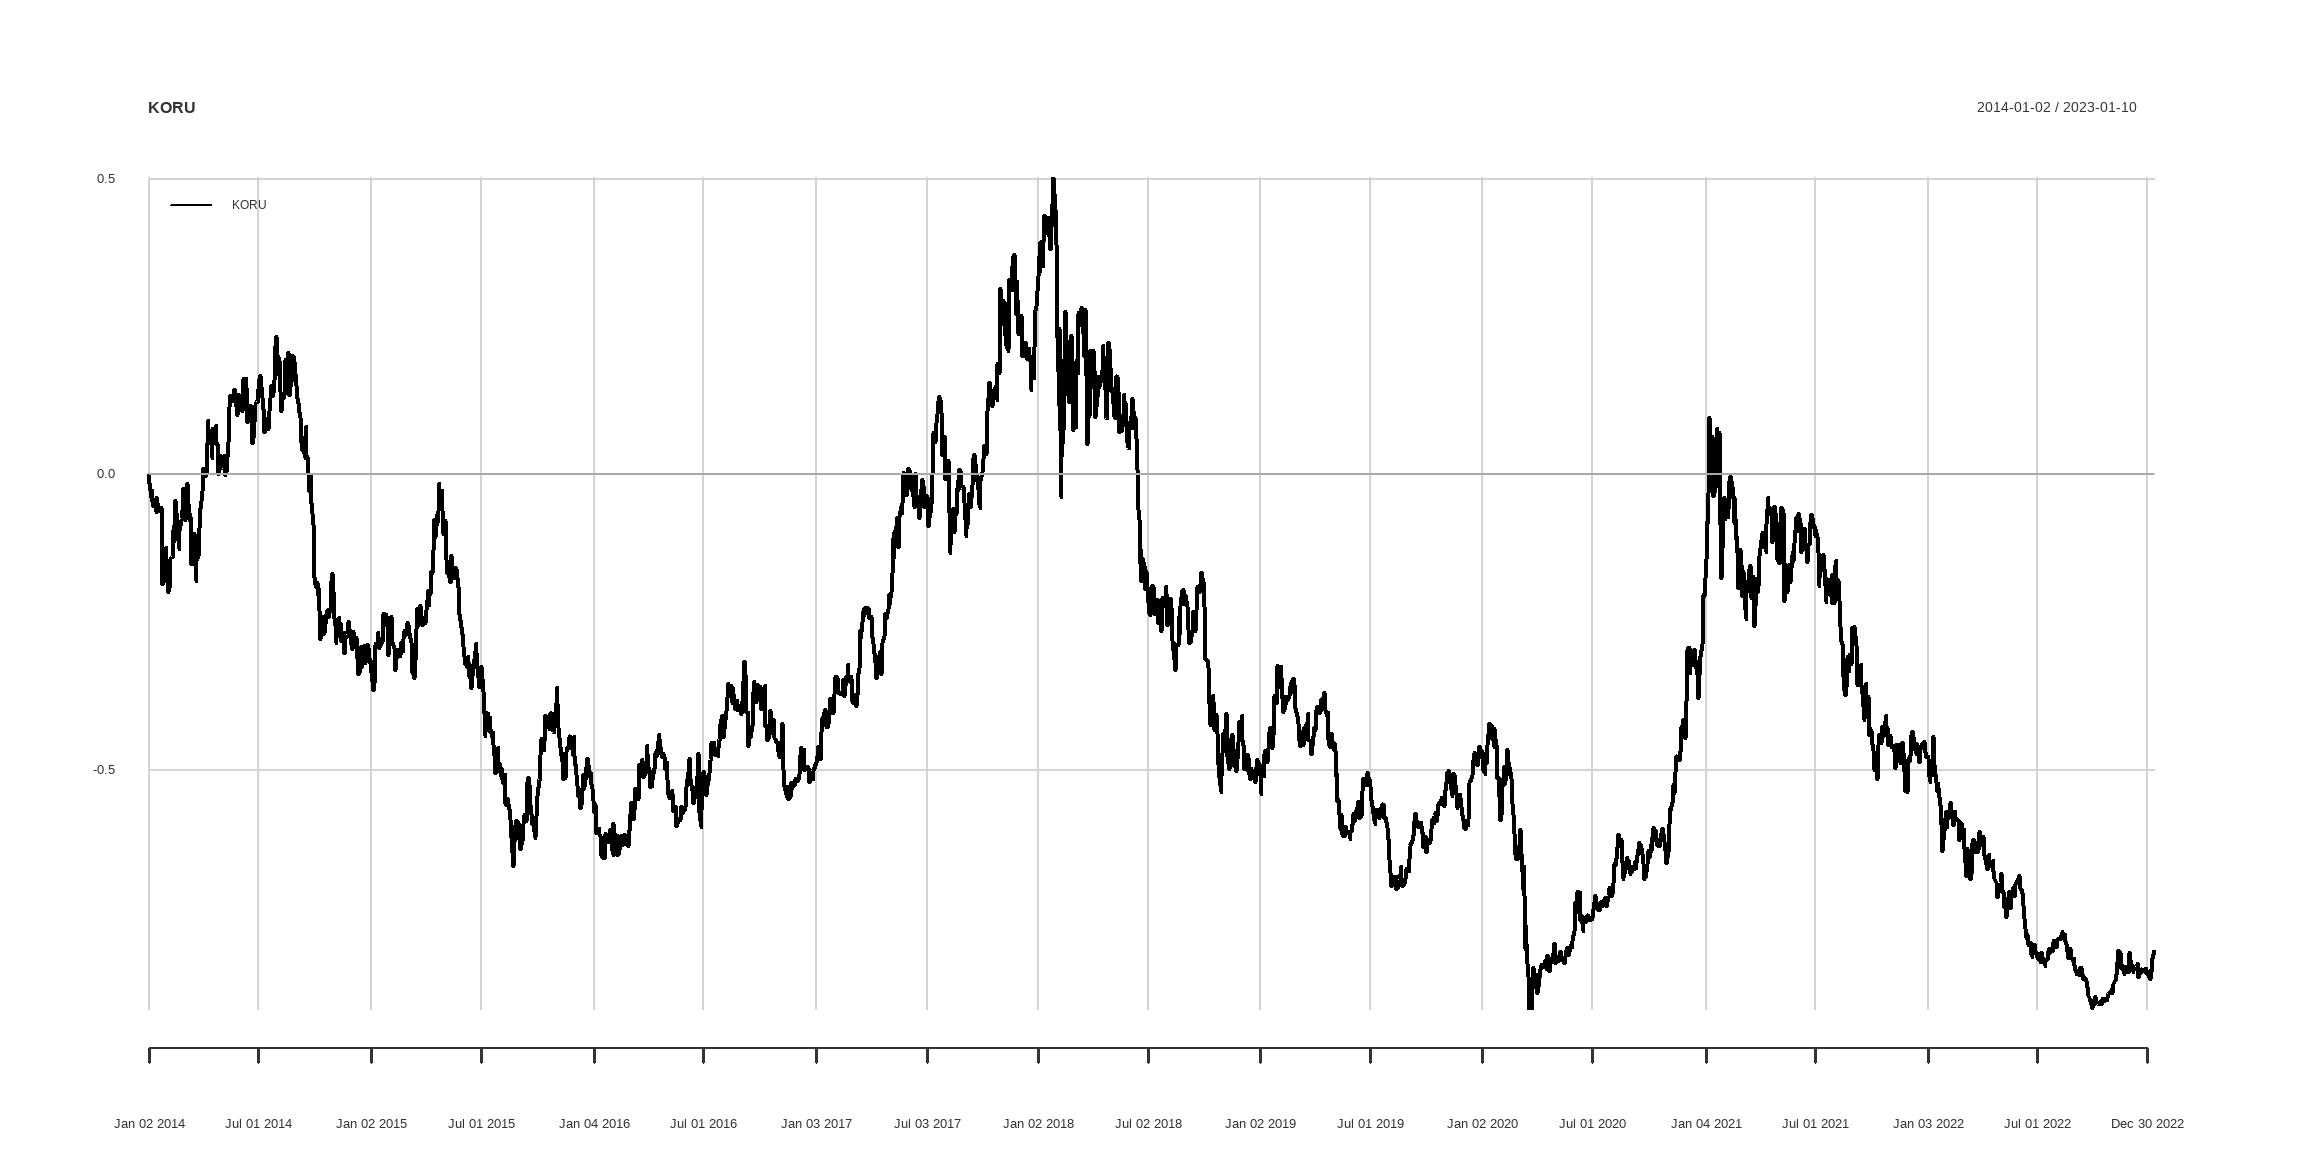 KORU
2014-01-02 / 2023-01-10
0.5
KORU
0.0
-0.5
Jan 02 2014
Jul 01 2014
Jan 02 2015
Jul 01 2015
Jan 04 2016
Jul 01 2016
Jan 03 2017
Jul 03 2017
Jan 02 2018
Jul 02 2018
Jan 02 2019
Jul 01 2019
Jan 02 2020
Jul 01 2020
Jan 04 2021
Jul 01 2021
Jan 03 2022
Jul 01 2022
Dec 30 2022